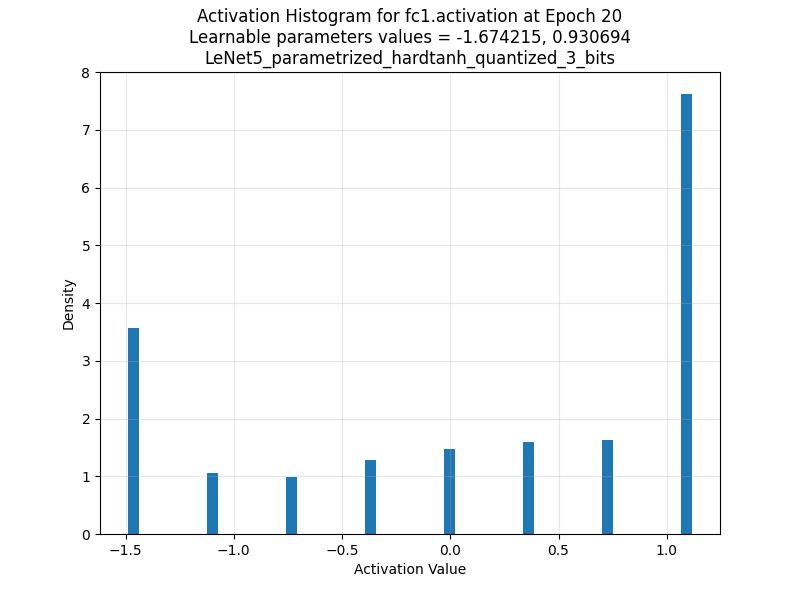 Activation Histogram for fc1.activation at Epoch 20
Learnable parameters values = -1.674215, 0.930694
LeNet5_parametrized_hardtanh_quantized_3_bits
8
7
6
5
4
3
2
1
0
Density
−1.5 −1.0 −0.5 0.0 0.5 1.0
Activation Value